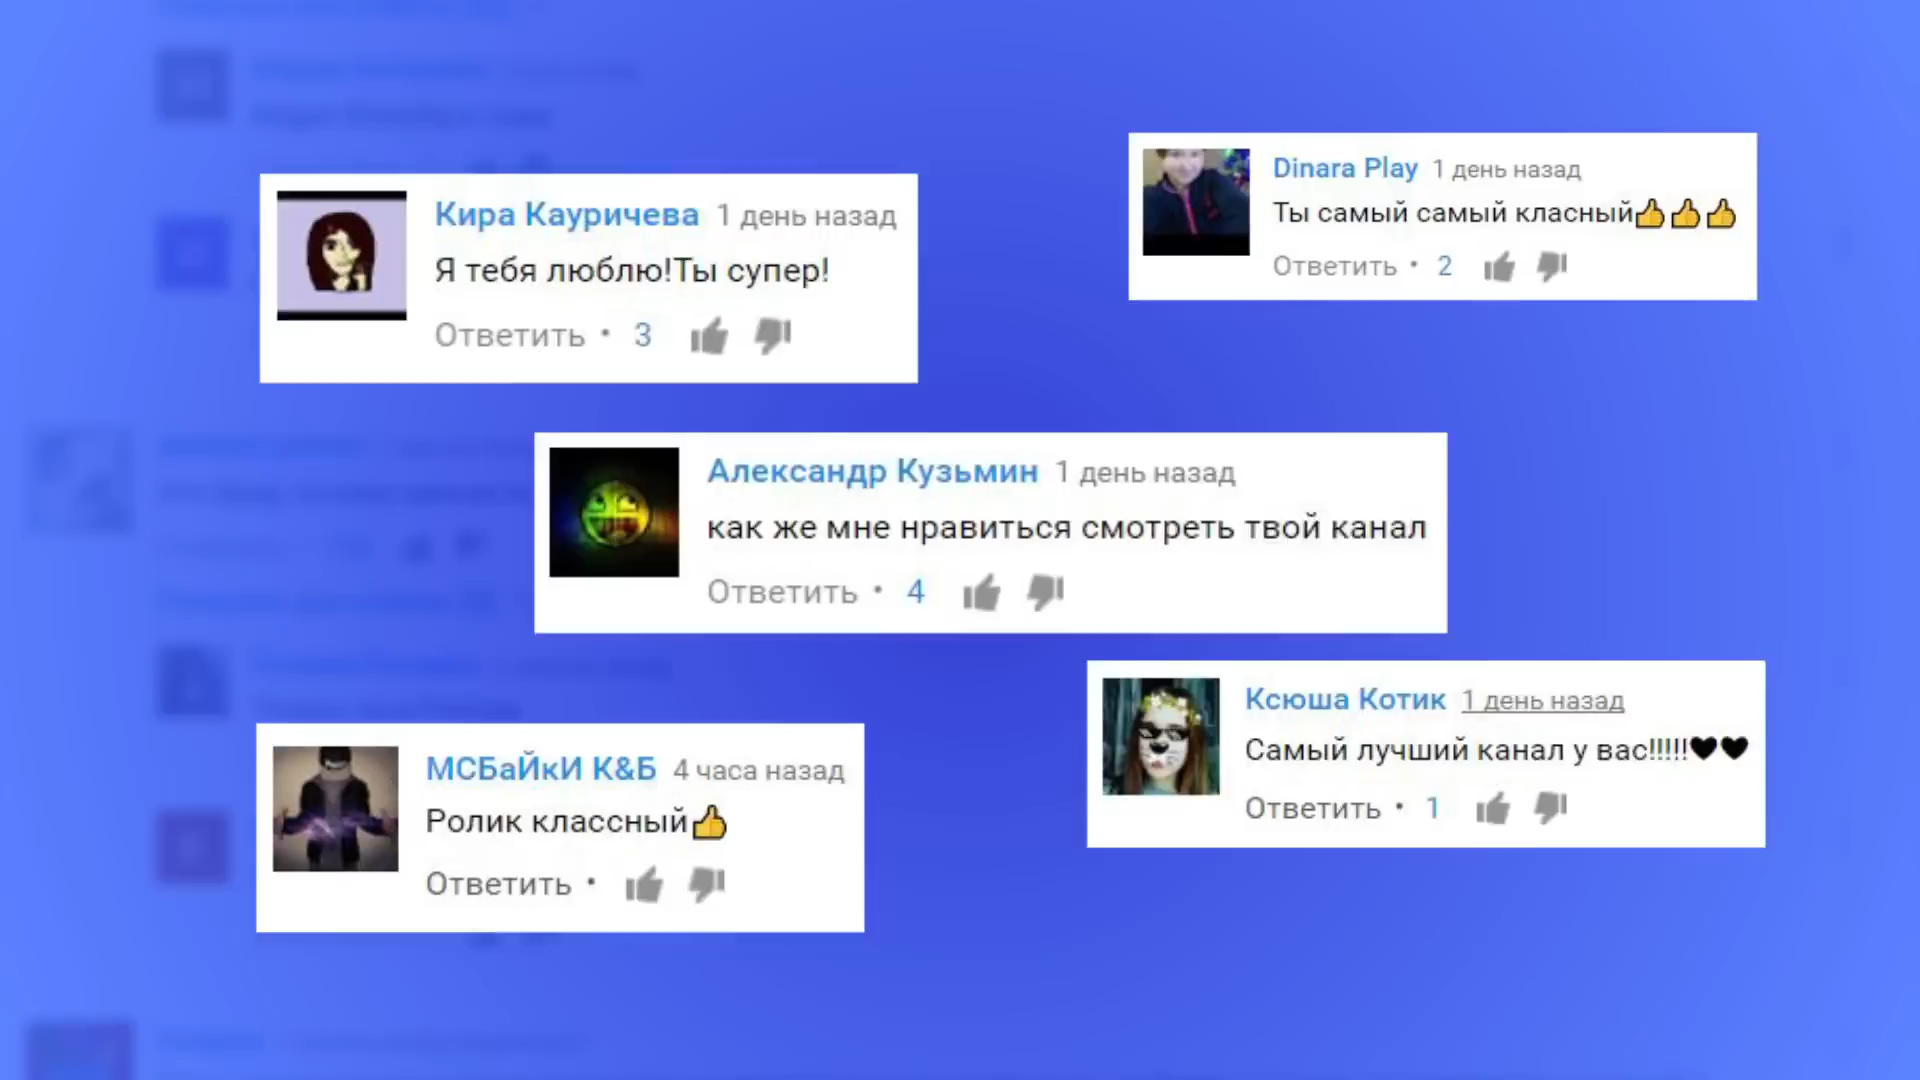 Кира Кауричева 1 день назад
Я тебя люблю!Ты супер!
Ответить • 3
Dinara Play 1 день назад
Ты самый самый класный👍👍👍
Ответить • 2
Александр Кузьмин 1 день назад
как же мне нравиться смотреть твой канал
Ответить • 4
МСБаЙкИ К&Б 4 часа назад
Ролик классный👍
Ответить •
Ксюша Котик 1 день назад
Самый лучший канал у вас!!!!!🖤🖤
Ответить • 1